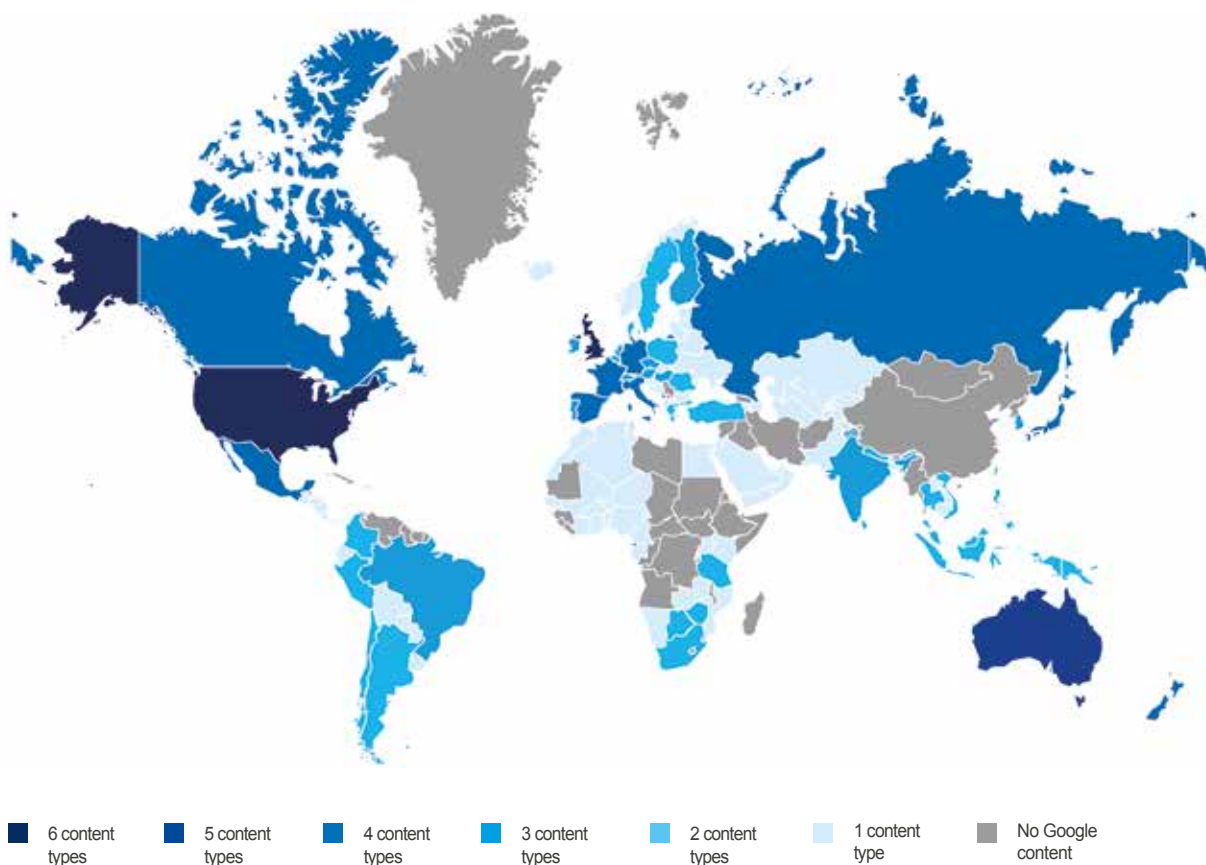 6 content
types
5 content
types
4 content
types
3 content
types
2 content
types
1 content
type
No Google
content